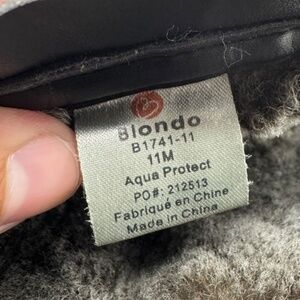 Blondo
B1741-11
11M
Aqua Protect
PO#: 212513
Fabriqué en Chine
Made in China